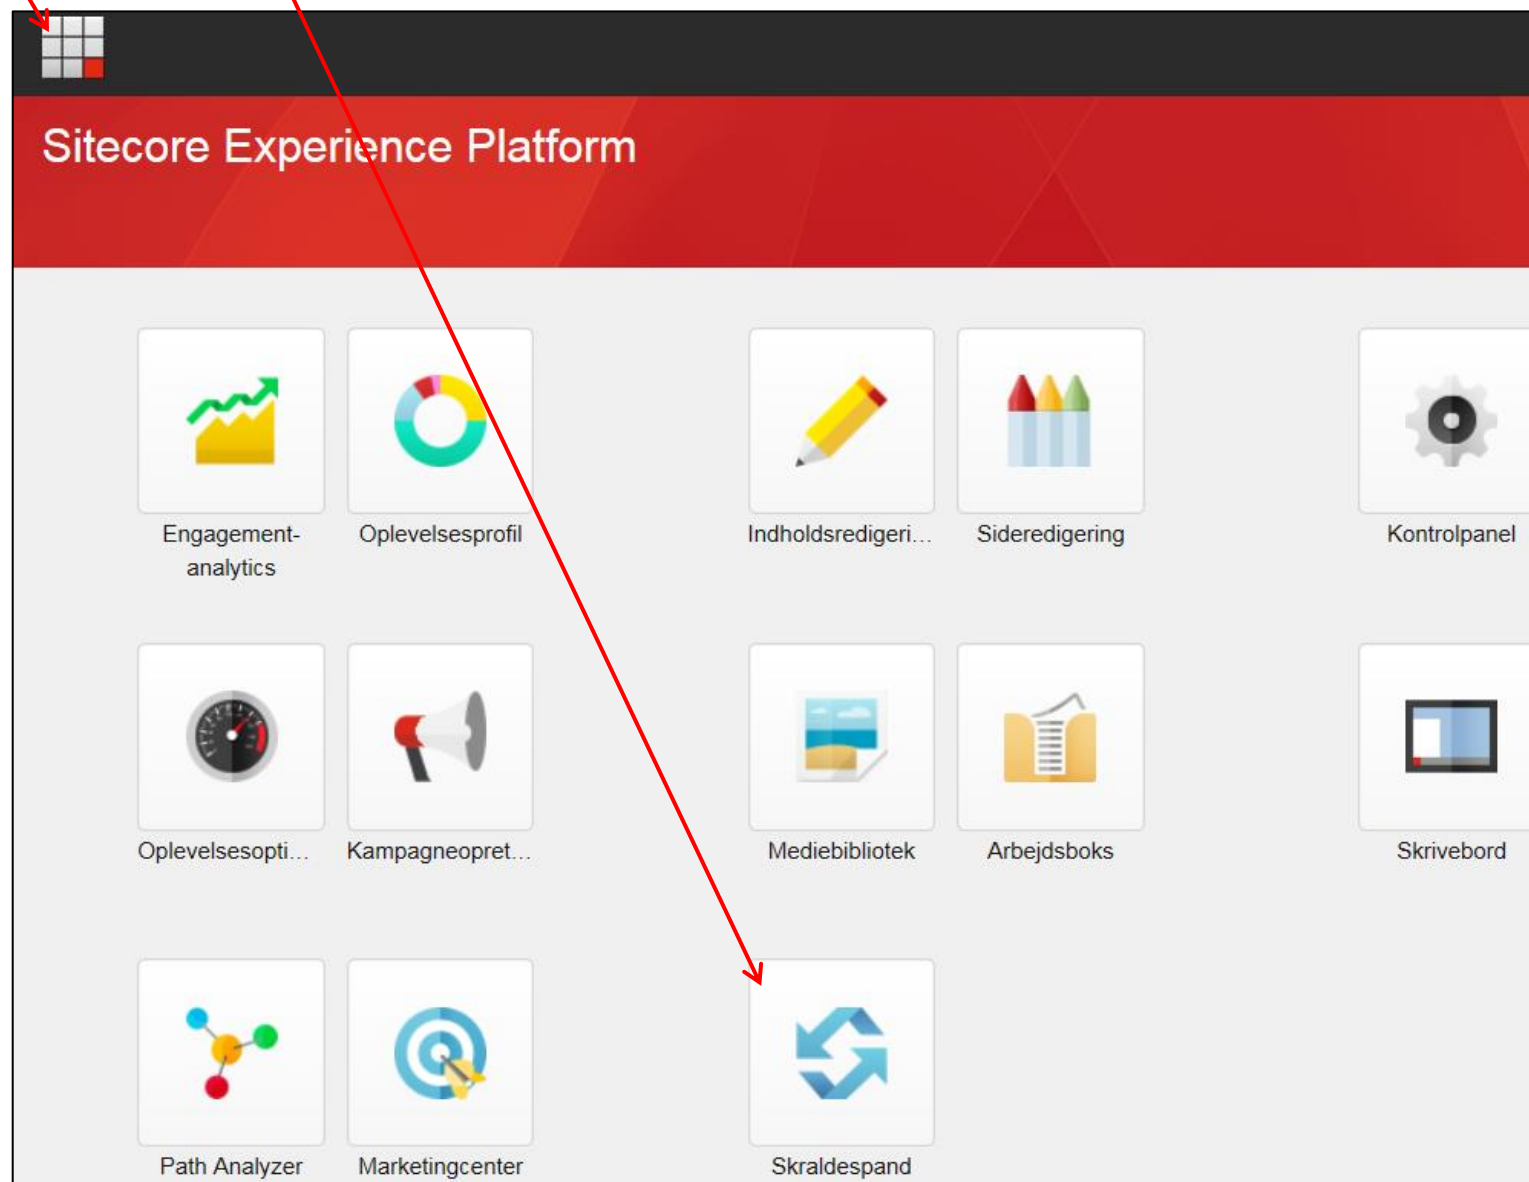 Sitecore Experience Platform
Engagement-
analytics
Oplevelsesprofil
Indholdsredigeri...
Sideredigering
Kontrolpanel
Oplevelsesopti...
Kampagneopret...
Mediebibliotek
Arbejdsboks
Skrivebord
Path Analyzer
Marketingcenter
Skraldespand